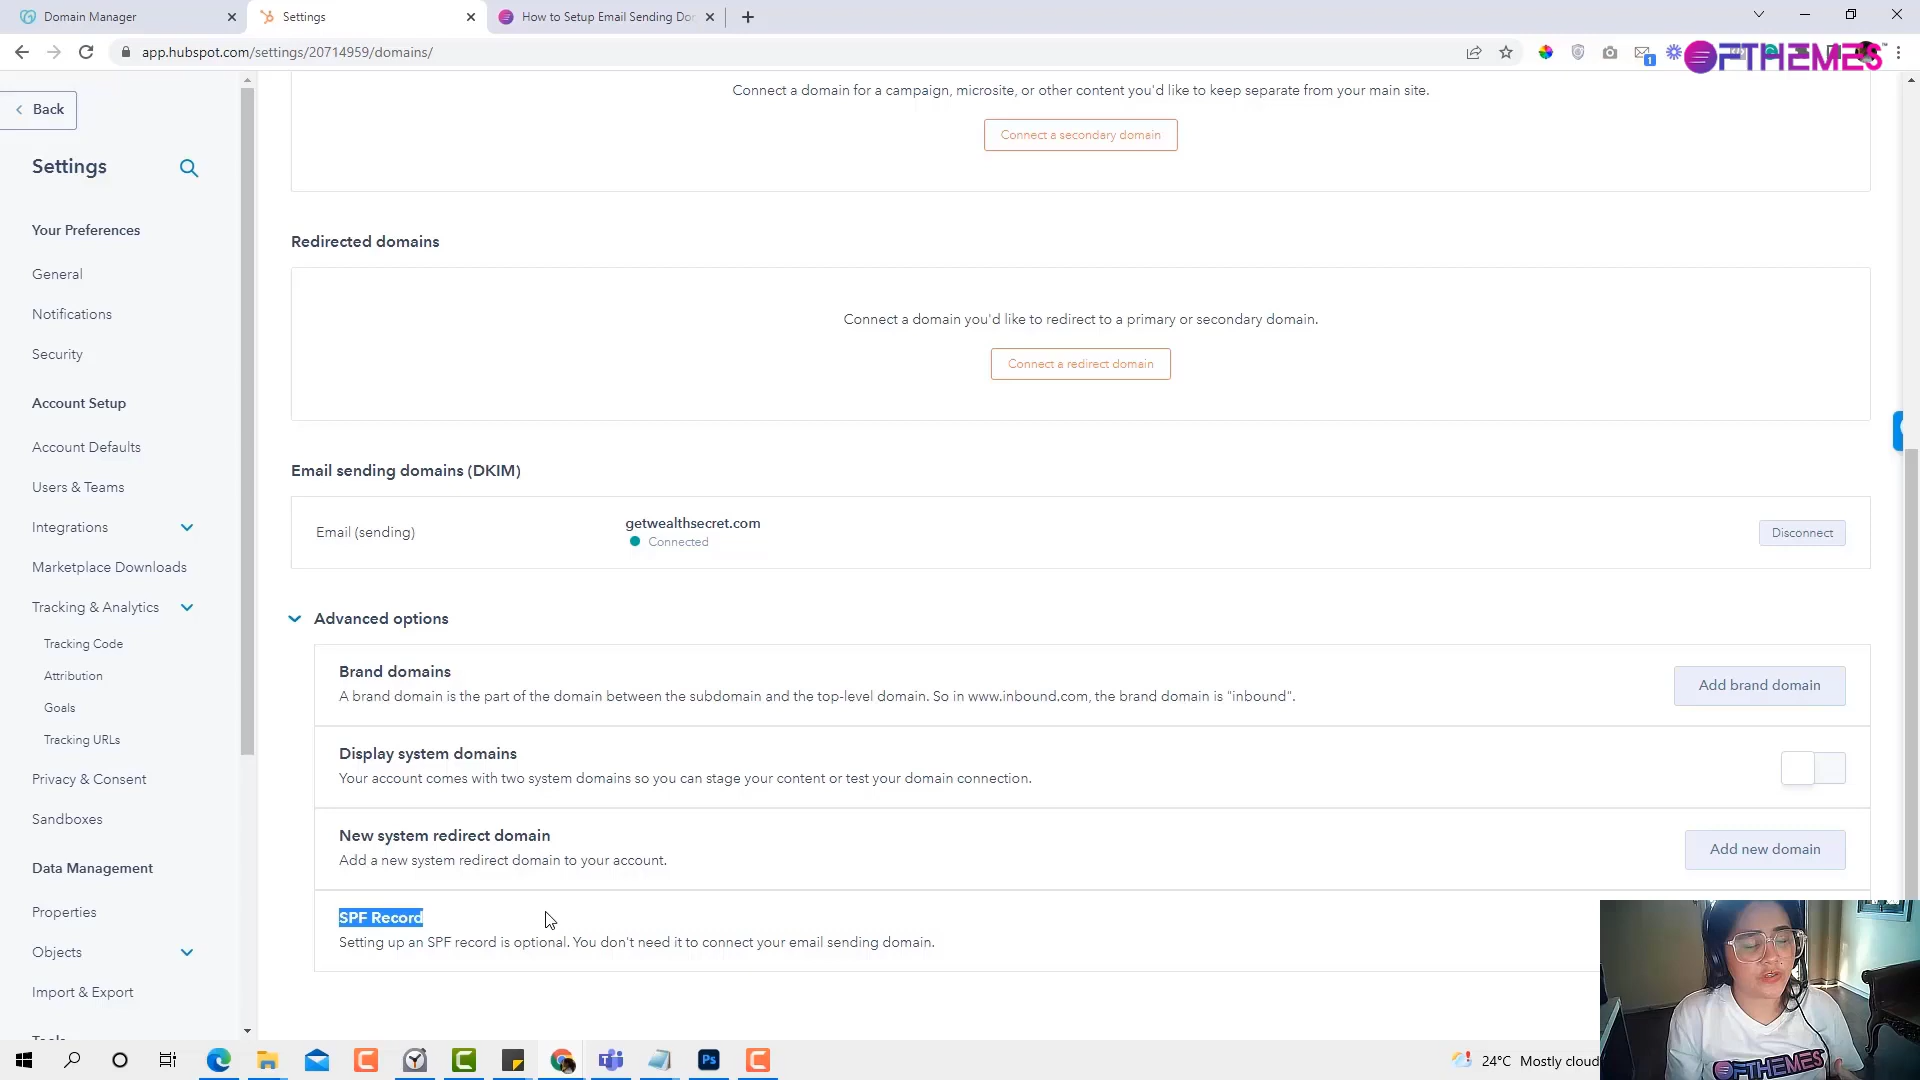 Domain Manager
Settings
How to Setup Email Sending Do
app.hubspot.com/settings/20714959/domains/
1
OFTHEMES
Back
Settings
Your Preferences
General
Notifications
Security
Account Setup
Account Defaults
Users & Teams
Integrations
Marketplace Downloads
Tracking & Analytics
Tracking Code
Attribution
Goals
Tracking URLs
Privacy & Consent
Sandboxes
Data Management
Properties
Objects
Import & Export
Connect a domain for a campaign, microsite, or other content you'd like to keep separate from your main site.
Connect a secondary domain
Redirected domains
Connect a domain you'd like to redirect to a primary or secondary domain.
Connect a redirect domain
Email sending domains (DKIM)
Email (sending)
getwealthsecret.com
Connected
Disconnect
Advanced options
Brand domains
A brand domain is the part of the domain between the subdomain and the top-level domain. So in www.inbound.com, the brand domain is "inbound".
Add brand domain
Display system domains
Your account comes with two system domains so you can stage your content or test your domain connection.
New system redirect domain
Add a new system redirect domain to your account.
Add new domain
SPF Record
Setting up an SPF record is optional. You don't need it to connect your email sending domain.
OFTHEMES
Ps
24°C Mostly cloud